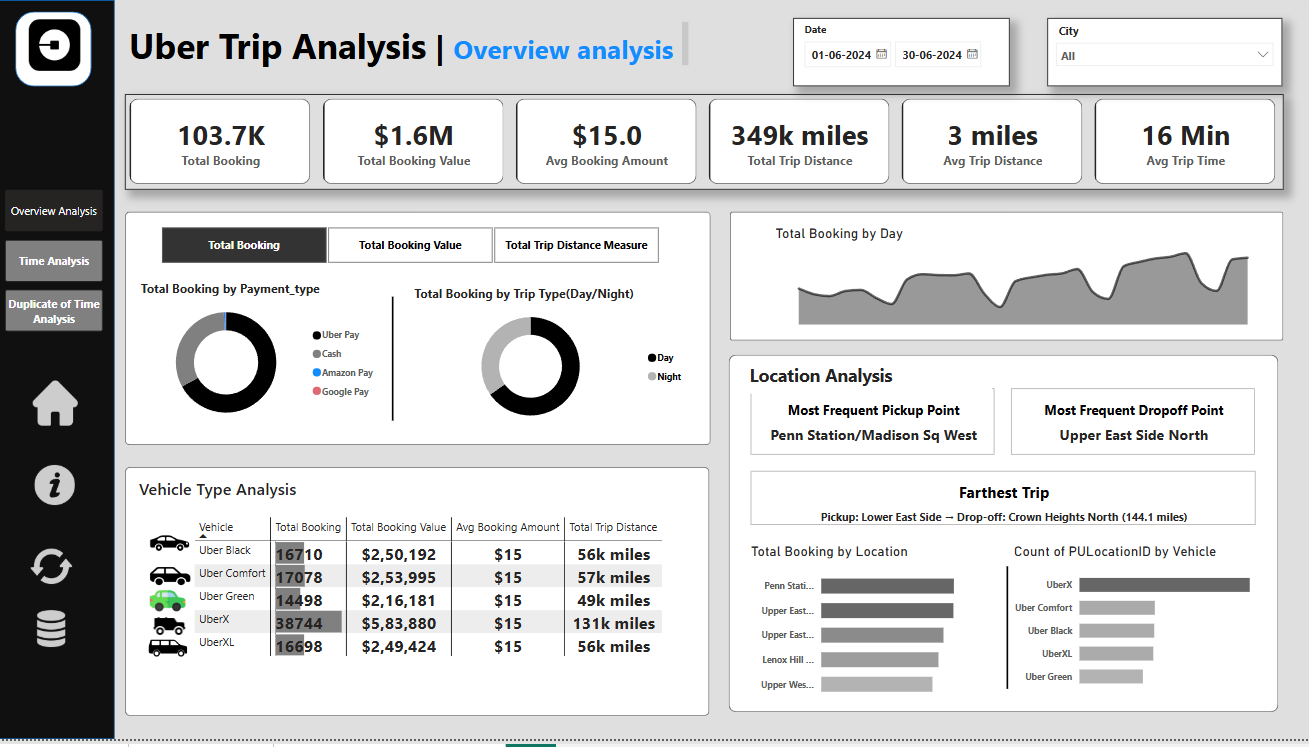 Uber Trip Analysis | Overview analysis
Date
01-06-2024 30-06-2024
City
All
103.7K
Total Booking
$1.6M
Total Booking Value
$15.0
Avg Booking Amount
349k miles
Total Trip Distance
3 miles
Avg Trip Distance
16 Min
Avg Trip Time
Overview Analysis
Time Analysis
Duplicate of Time
Analysis
Total Booking
Total Booking Value
Total Trip Distance Measure
Total Booking by Payment_type
Uber Pay
Cash
Amazon Pay
Google Pay
Total Booking by Trip Type(Day/Night)
Day
Night
Total Booking by Day
Vehicle Type Analysis
Vehicle Total Booking Total Booking Value Avg Booking Amount Total Trip Distance
Uber Black 16710 $2,50,192 $15 56k miles
Uber Comfort 17078 $2,53,995 $15 57k miles
Uber Green 14498 $2,16,181 $15 49k miles
UberX 38744 $5,83,880 $15 131k miles
UberXL 16698 $2,49,424 $15 56k miles
Location Analysis
Most Frequent Pickup Point
Penn Station/Madison Sq West
Most Frequent Dropoff Point
Upper East Side North
Farthest Trip
Pickup: Lower East Side → Drop-off: Crown Heights North (144.1 miles)
Total Booking by Location
Penn Stati...
Upper East...
Upper East...
Lenox Hill ...
Upper Wes...
Count of PULocationID by Vehicle
UberX
Uber Comfort
Uber Black
UberXL
Uber Green